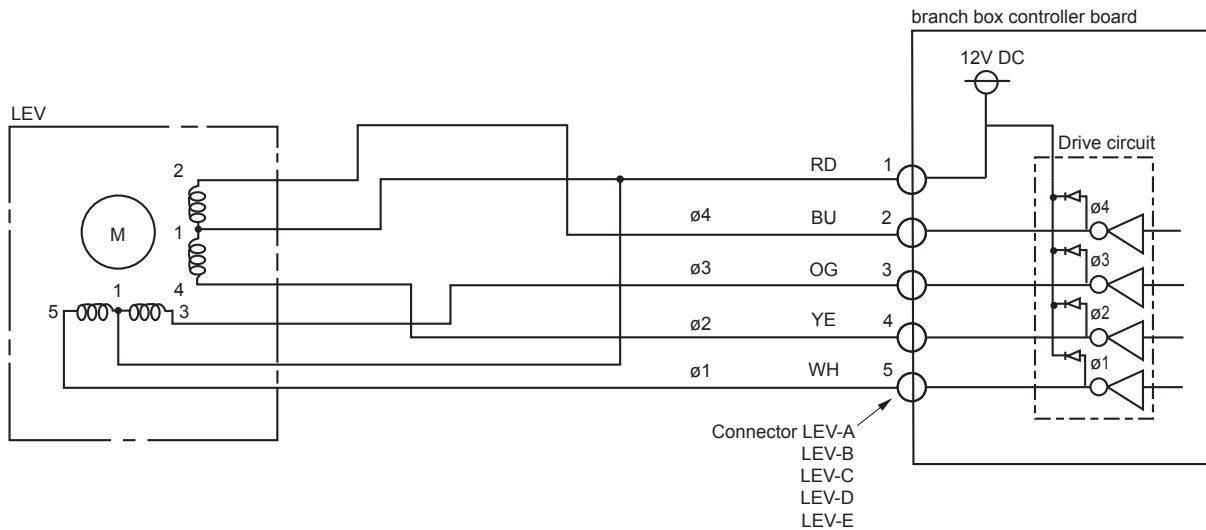 branch box controller board
12V DC
LEV
Drive circuit
2
RD 1
ø4
ø4 BU 2
M
1
ø3
ø3 OG 3
4
5 1 3
ø2
ø2 YE 4
ø1
ø1 WH 5
Connector LEV-A
LEV-B
LEV-C
LEV-D
LEV-E